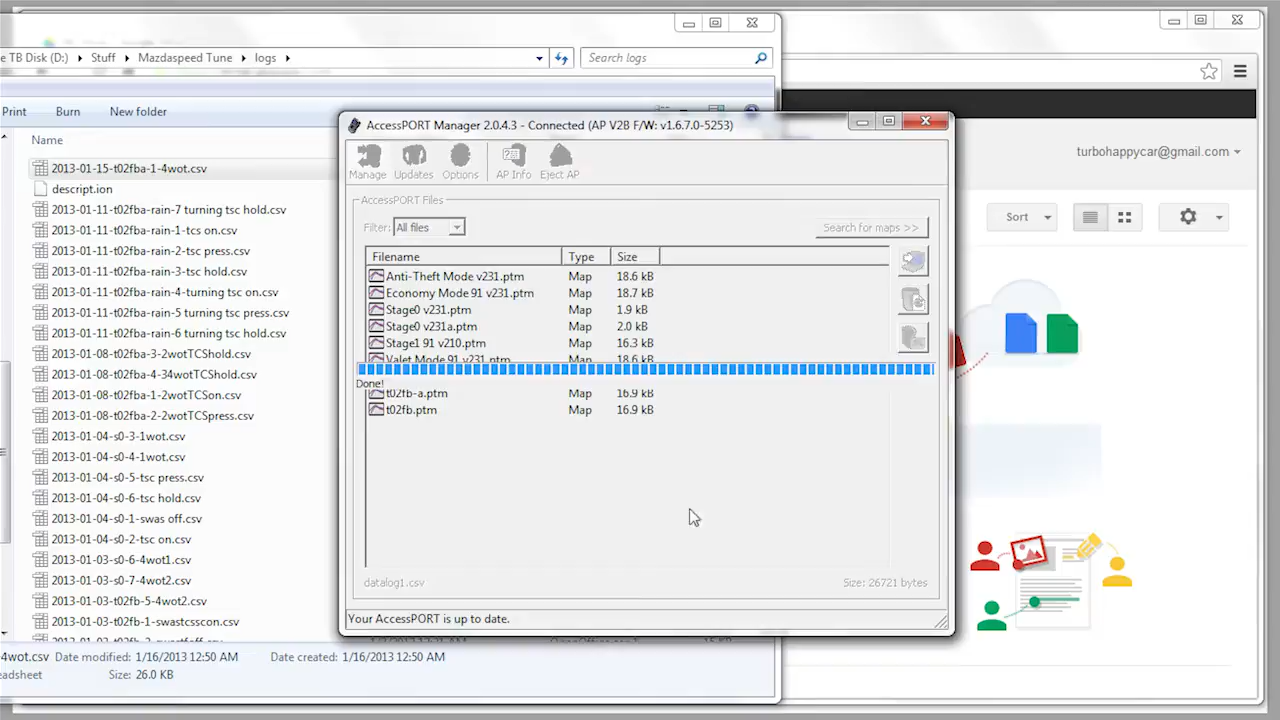 e TB Disk (D:) Stuff Mazdaspeed Tune logs
Search logs
Print Burn New folder
Name
2013-01-15-t02fba-1-4wot.csv
descript.ion
2013-01-11-t02fba-rain-7 turning tsc hold.csv
2013-01-11-t02fba-rain-1-tcs on.csv
2013-01-11-t02fba-rain-2-tsc press.csv
2013-01-11-t02fba-rain-3-tsc hold.csv
2013-01-11-t02fba-rain-4-turning tsc on.csv
2013-01-11-t02fba-rain-5 turning tsc press.csv
2013-01-11-t02fba-rain-6 turning tsc hold.csv
2013-01-08-t02fba-3-2wotTCShold.csv
2013-01-08-t02fba-4-34wotTCShold.csv
2013-01-08-t02fba-1-2wotTCSon.csv
2013-01-08-t02fba-2-2wotTCSpress.csv
2013-01-04-s0-3-1wot.csv
2013-01-04-s0-4-1wot.csv
2013-01-04-s0-5-tsc press.csv
2013-01-04-s0-6-tsc hold.csv
2013-01-04-s0-1-swas off.csv
2013-01-04-s0-2-tsc on.csv
2013-01-03-s0-6-4wot1.csv
2013-01-03-s0-7-4wot2.csv
2013-01-03-t02fb-5-4wot2.csv
2013-01-03-t02fb-1-swastcsscon.csv
4wot.csv Date modified: 1/16/2013 12:50 AM Date created: 1/16/2013 12:50 AM
eadsheet Size: 26.0 KB
AccessPORT Manager 2.0.4.3 - Connected (AP V2B F/W: v1.6.7.0-5253)
Manage Updates Options AP Info Eject AP
AccessPORT Files
Filter: All files Search for maps >>
Filename Type Size
Anti-Theft Mode v231.ptm Map 18.6 kB
Economy Mode 91 v231.ptm Map 18.7 kB
Stage0 v231.ptm Map 1.9 kB
Stage0 v231a.ptm Map 2.0 kB
Stage1 91 v210.ptm Map 16.3 kB
Valet Mode 91 v231.ptm Map 18.6 kB
Done!
t02fb-a.ptm Map 16.9 kB
t02fb.ptm Map 16.9 kB
datalog1.csv Size: 26721 bytes
Your AccessPORT is up to date.
turbohappycar@gmail.com
Sort